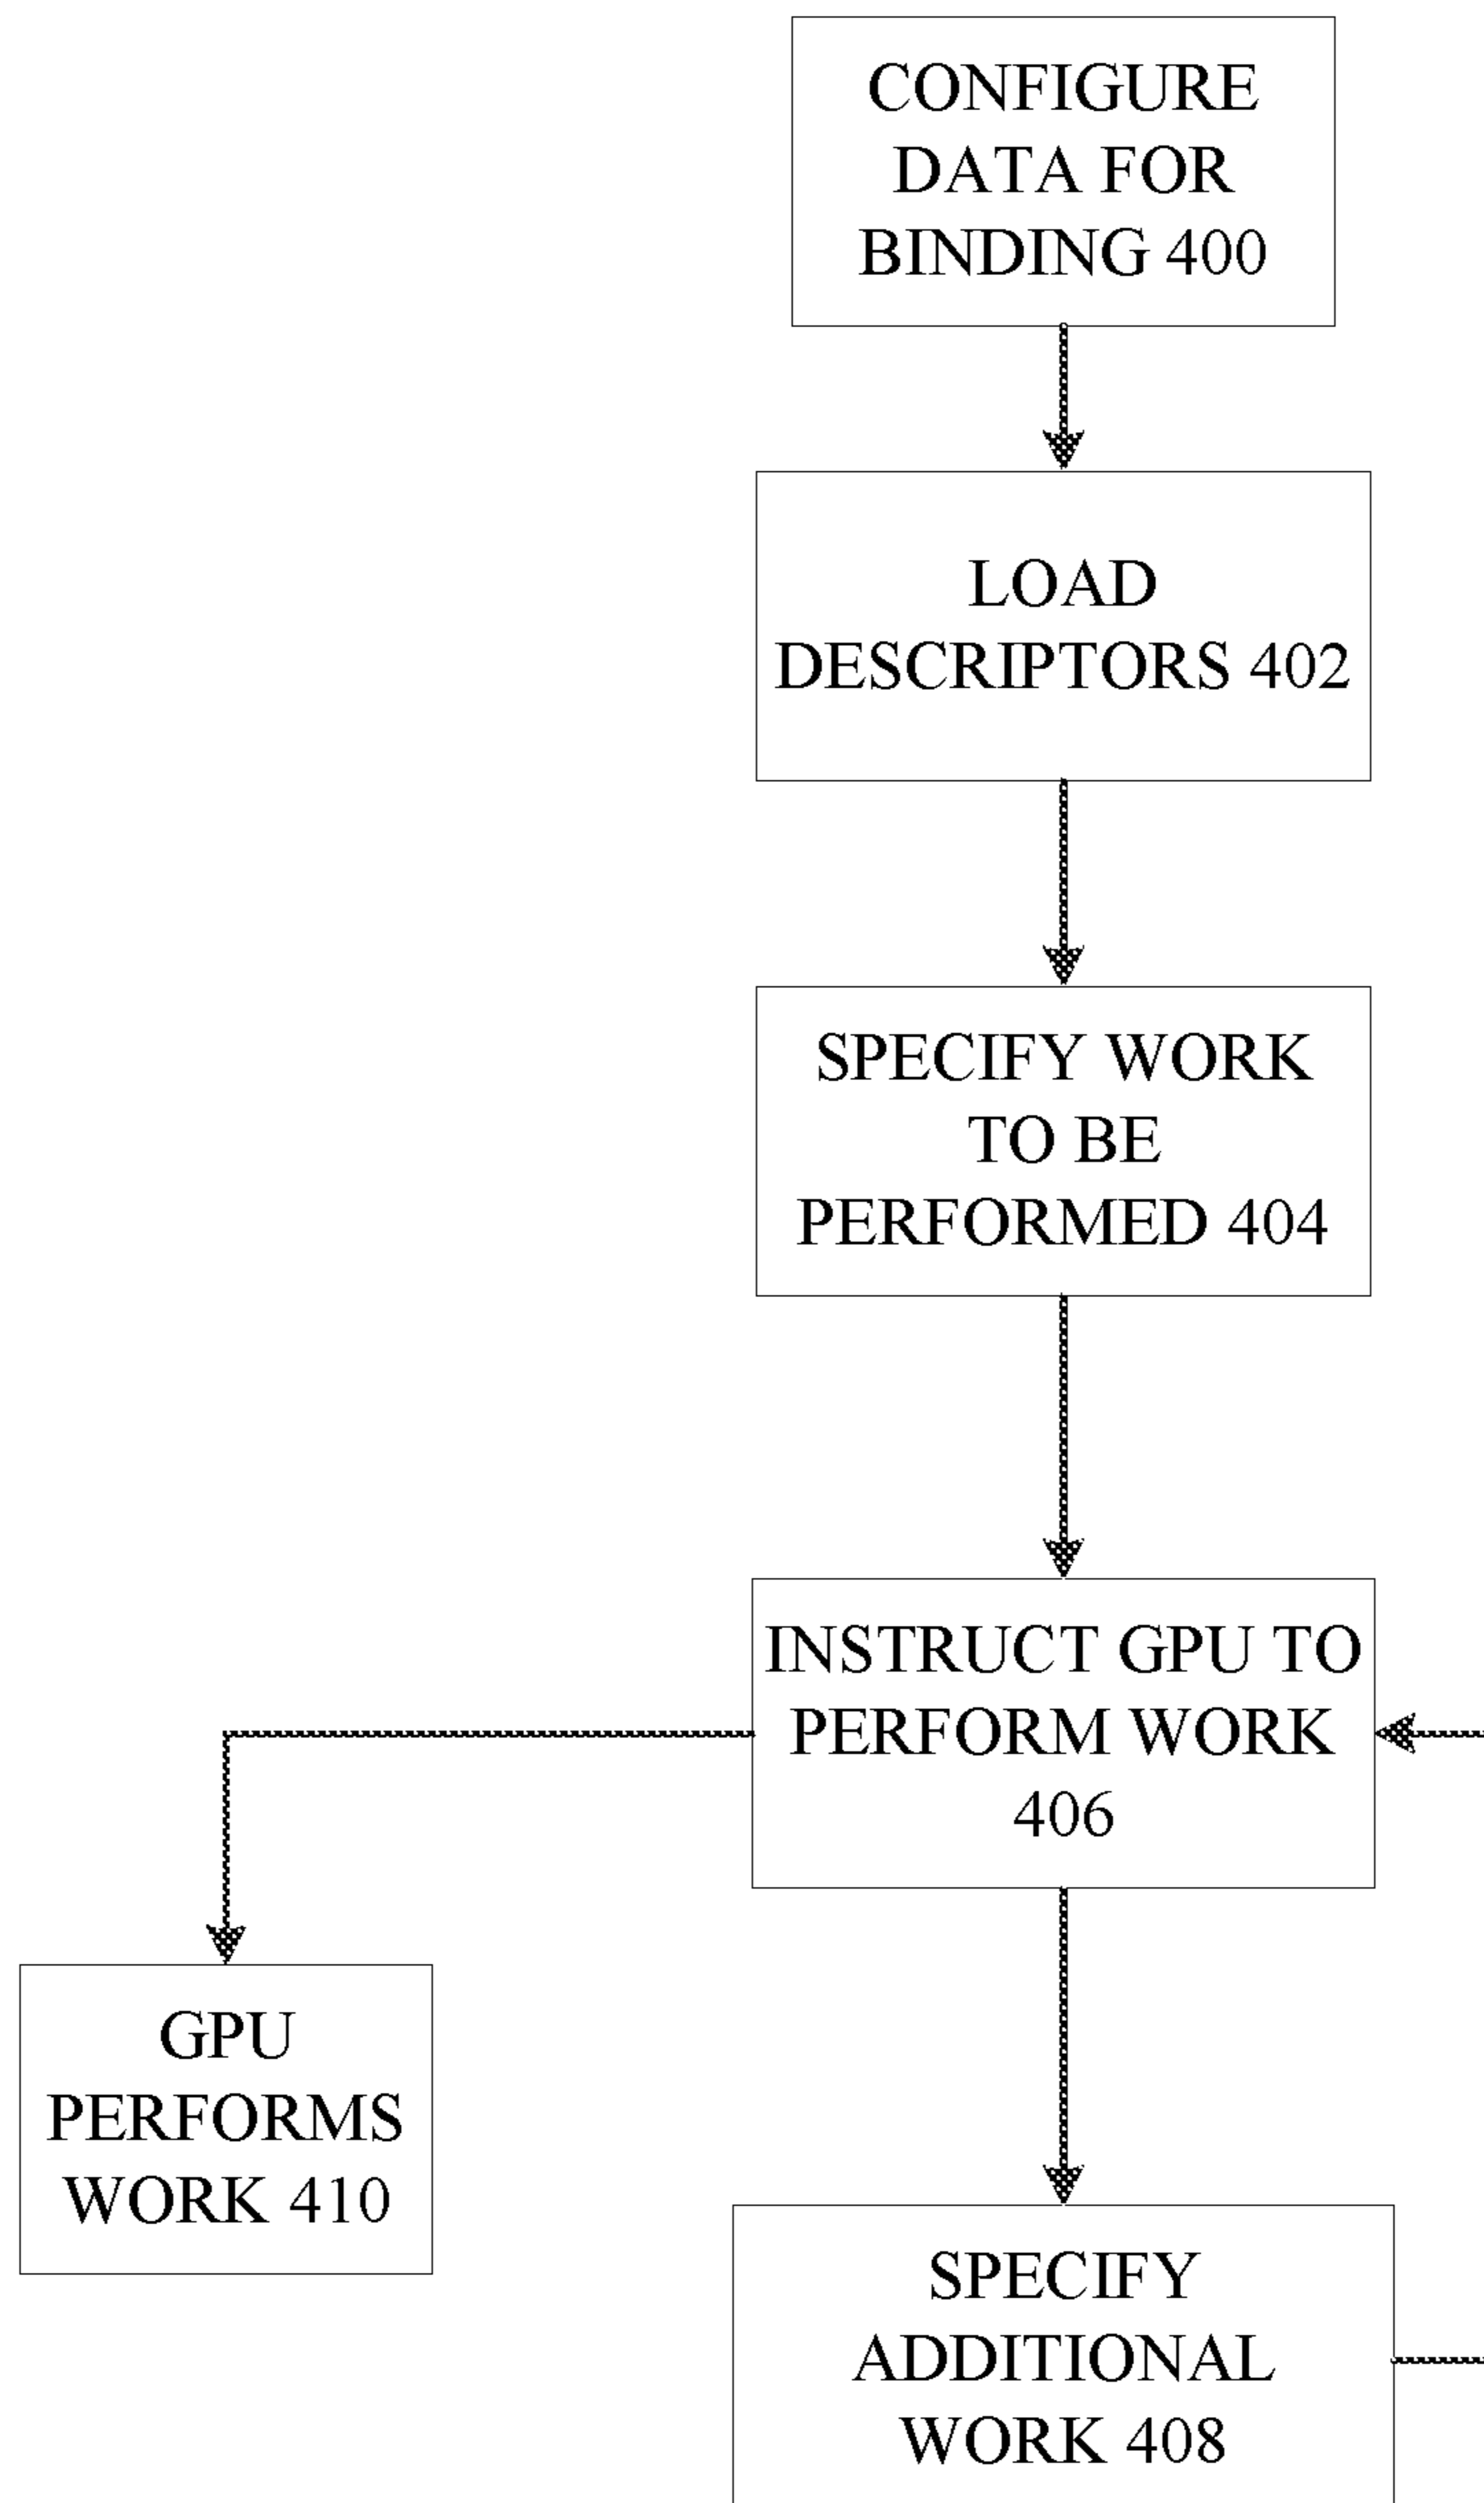 CONFIGURE
DATA FOR
BINDING 400
LOAD
DESCRIPTORS 402
SPECIFY WORK
TO BE
PERFORMED 404
INSTRUCT GPU TO
PERFORM WORK
406
GPU
PERFORMS
WORK 410
SPECIFY
ADDITIONAL
WORK 408